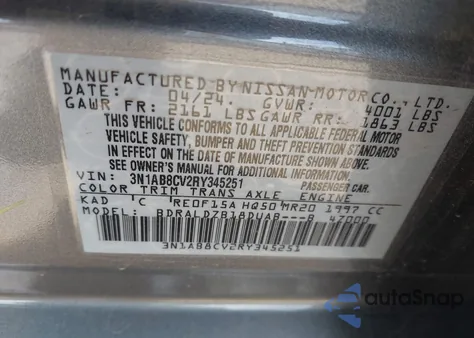 MANUFACTURED BY NISSAN MOTOR CO., LTD.
DATE: 04/24. GVWR: 4001 LBS
GAWR FR: 2161 LBS GAWR RR: 1863 LBS
THIS VEHICLE CONFORMS TO ALL APPLICABLE FEDERAL MOTOR
VEHICLE SAFETY, BUMPER AND THEFT PREVENTION STANDARDS
IN EFFECT ON THE DATE OF MANUFACTURE SHOWN ABOVE.
SEE OWNER'S MANUAL FOR ADDITIONAL INFORMATION.
VIN: 3N1AB8CV2RY345251 PASSENGER CAR.
COLOR TRIM TRANS AXLE ENGINE
KAD C RE0F15A HQ50 MR20 1997 CC
MODEL: BDRALDZB18DUAB---B 47000
3N1AB8CV2RY345251
autoSnap